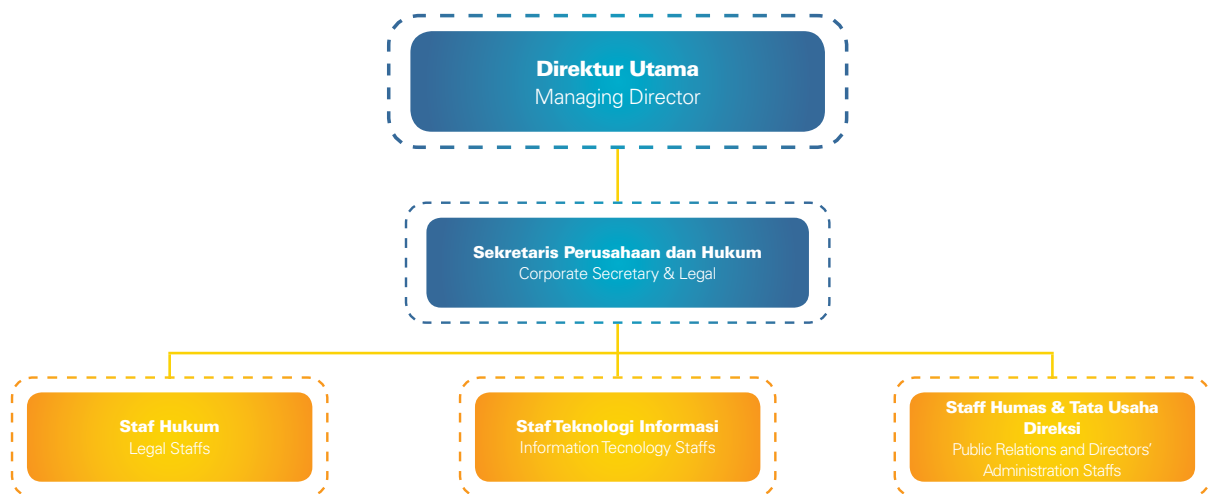 Direktur Utama
Managing Director
Sekretaris Perusahaan dan Hukum
Corporate Secretary & Legal
Staf Hukum
Legal Staffs
Staf Teknologi Informasi
Information Tecnology Staffs
Staff Humas & Tata Usaha
Direksi
Public Relations and Directors'
Administration Staffs